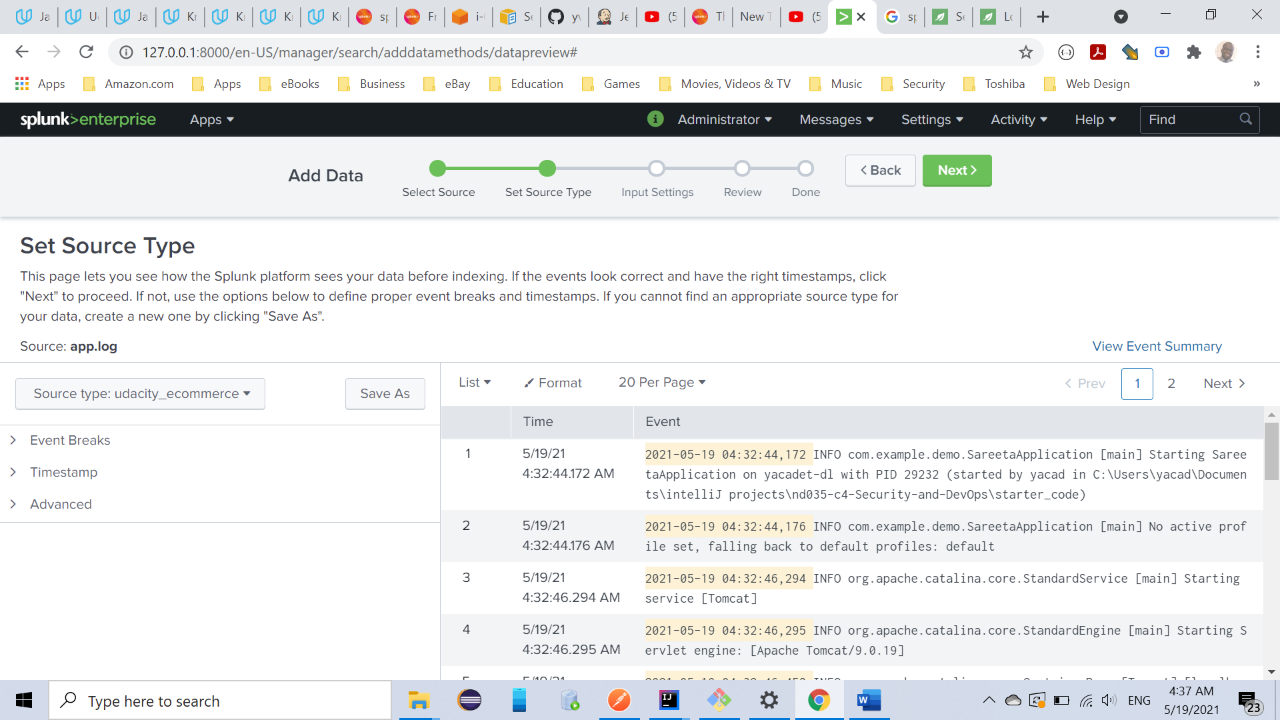 Ja
U
Ja
K
K
K
K
sp
F
i-
S
y
Je
(5
Tl
New T
(5
sp
S
L
127.0.0.1:8000/en-US/manager/search/adddatamethods/datapreview#
Apps Amazon.com Apps eBooks Business eBay Education Games Movies, Videos & TV Music Security Toshiba Web Design »
splunk>enterprise Apps Administrator Messages Settings Activity Help Find
Add Data Select Source Set Source Type Input Settings Review Done < Back Next >
Set Source Type
This page lets you see how the Splunk platform sees your data before indexing. If the events look correct and have the right timestamps, click
"Next" to proceed. If not, use the options below to define proper event breaks and timestamps. If you cannot find an appropriate source type for
your data, create a new one by clicking "Save As".
Source: app.log View Event Summary
Source type: udacity_ecommerce Save As
Event Breaks
Timestamp
Advanced
List Format 20 Per Page < Prev 1 2 Next >
Time Event
1 5/19/21 2021-05-19 04:32:44,172 INFO com.example.demo.SareetaApplication [main] Starting Saree
4:32:44.172 AM taApplication on yacadet-dl with PID 29232 (started by yacad in C:\Users\yacad\Documen
ts\intelliJ projects\nd035-c4-Security-and-DevOps\starter_code)
2 5/19/21 2021-05-19 04:32:44,176 INFO com.example.demo.SareetaApplication [main] No active prof
4:32:44.176 AM ile set, falling back to default profiles: default
3 5/19/21 2021-05-19 04:32:46,294 INFO org.apache.catalina.core.StandardService [main] Starting
4:32:46.294 AM service [Tomcat]
4 5/19/21 2021-05-19 04:32:46,295 INFO org.apache.catalina.core.StandardEngine [main] Starting S
4:32:46.295 AM ervlet engine: [Apache Tomcat/9.0.19]
Type here to search
ENG
4:37 AM
5/19/2021
23